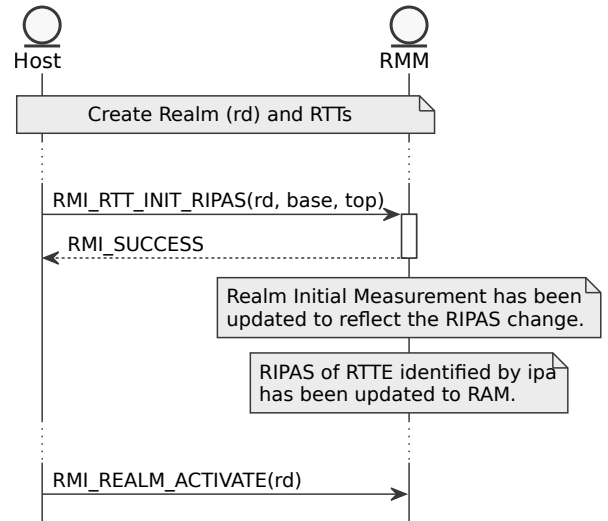 Host
RMM
Create Realm (rd) and RTTs
RMI_RTT_INIT_RIPAS(rd, base, top)
RMI_SUCCESS
Realm Initial Measurement has been
updated to reflect the RIPAS change.
RIPAS of RTTE identified by ipa
has been updated to RAM.
RMI_REALM_ACTIVATE(rd)